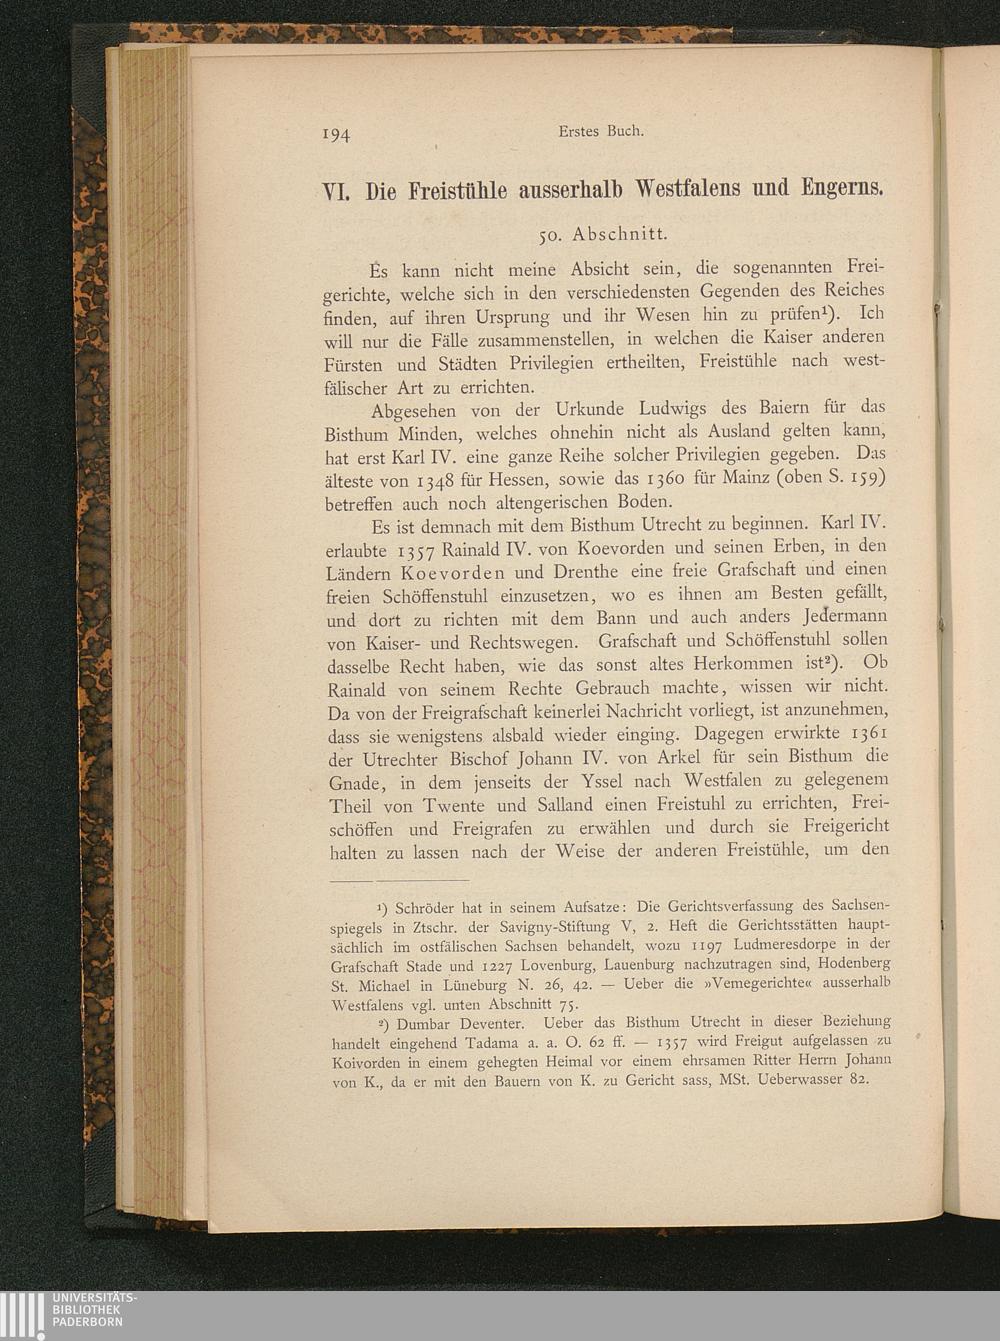 194
Erstes Buch.
VI. Die Freistühle ausserhalb Westfalens und Engerns.
50. Abschnitt.
Es kann nicht meine Absicht sein, die sogenannten Frei-
gerichte, welche sich in den verschiedensten Gegenden des Reiches
finden, auf ihren Ursprung und ihr Wesen hin zu prüfen¹). Ich
will nur die Fälle zusammenstellen, in welchen die Kaiser anderen
Fürsten und Städten Privilegien ertheilten, Freistühle nach west-
fälischer Art zu errichten.
Abgesehen von der Urkunde Ludwigs des Baiern für das
Bisthum Minden, welches ohnehin nicht als Ausland gelten kann,
hat erst Karl IV. eine ganze Reihe solcher Privilegien gegeben. Das
älteste von 1348 für Hessen, sowie das 1360 für Mainz (oben S. 159)
betreffen auch noch altengerischen Boden.
Es ist demnach mit dem Bisthum Utrecht zu beginnen. Karl IV.
erlaubte 1357 Rainald IV. von Koevorden und seinen Erben, in den
Ländern Koevorden und Drenthe eine freie Grafschaft und einen
freien Schöffenstuhl einzusetzen, wo es ihnen am Besten gefällt,
und dort zu richten mit dem Bann und auch anders Jedermann
von Kaiser- und Rechtswegen. Grafschaft und Schöffenstuhl sollen
dasselbe Recht haben, wie das sonst altes Herkommen ist²). Ob
Rainald von seinem Rechte Gebrauch machte, wissen wir nicht.
Da von der Freigrafschaft keinerlei Nachricht vorliegt, ist anzunehmen,
dass sie wenigstens alsbald wieder einging. Dagegen erwirkte 1361
der Utrechter Bischof Johann IV. von Arkel für sein Bisthum die
Gnade, in dem jenseits der Yssel nach Westfalen zu gelegenem
Theil von Twente und Salland einen Freistuhl zu errichten, Frei-
schöffen und Freigrafen zu erwählen und durch sie Freigericht
halten zu lassen nach der Weise der anderen Freistühle, um den
¹) Schröder hat in seinem Aufsatze: Die Gerichtsverfassung des Sachsen-
spiegels in Ztschr. der Savigny-Stiftung V, 2. Heft die Gerichtsstätten haupt-
sächlich im ostfälischen Sachsen behandelt, wozu 1197 Ludmeresdorpe in der
Grafschaft Stade und 1227 Lovenburg, Lauenburg nachzutragen sind, Hodenberg
St. Michael in Lüneburg N. 26, 42. — Ueber die »Vemegerichte« ausserhalb
Westfalens vgl. unten Abschnitt 75.
²) Dumbar Deventer. Ueber das Bisthum Utrecht in dieser Beziehung
handelt eingehend Tadama a. a. O. 62 ff. — 1357 wird Freigut aufgelassen zu
Koivorden in einem gehegten Heimal vor einem ehrsamen Ritter Herrn Johann
von K., da er mit den Bauern von K. zu Gericht sass, MSt. Ueberwasser 82.
UNIVERSITÄTS-
BIBLIOTHEK
PADERBORN